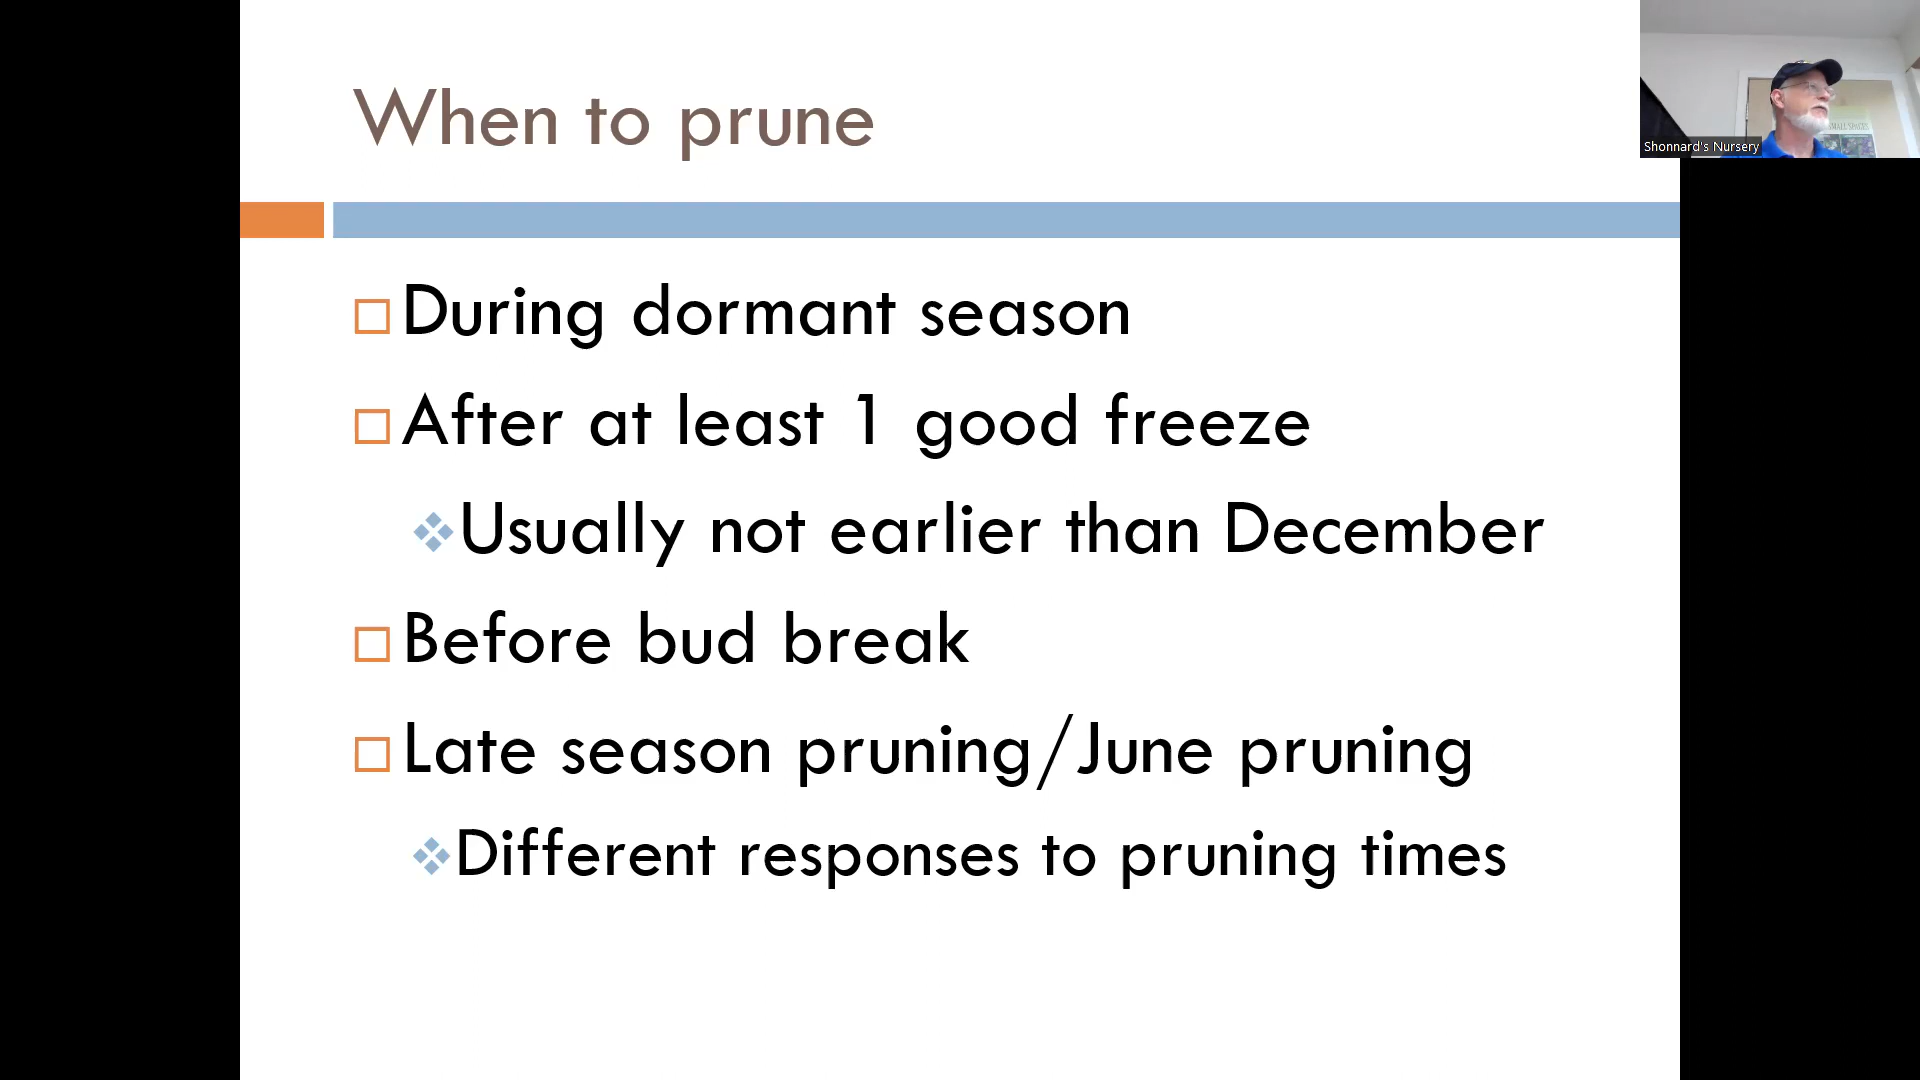 When to prune
During dormant season
After at least 1 good freeze
Usually not earlier than December
Before bud break
Late season pruning/June pruning
Different responses to pruning times
Shonnard's Nursery